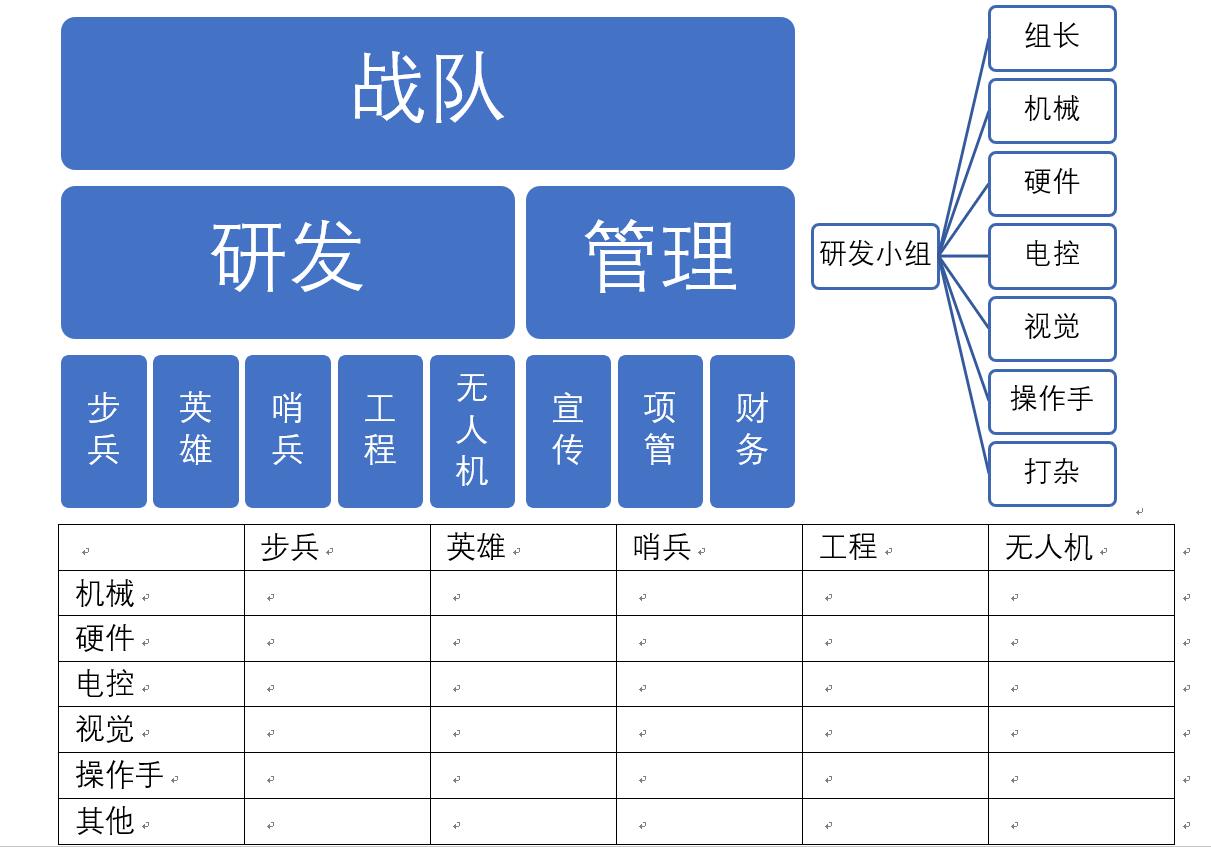 战队
研发
管理
步兵
英雄
哨兵
工程
无人机
宣传
项管
财务
研发小组
组长
机械
硬件
电控
视觉
操作手
打杂
步兵 英雄 哨兵 工程 无人机
机械
硬件
电控
视觉
操作手
其他